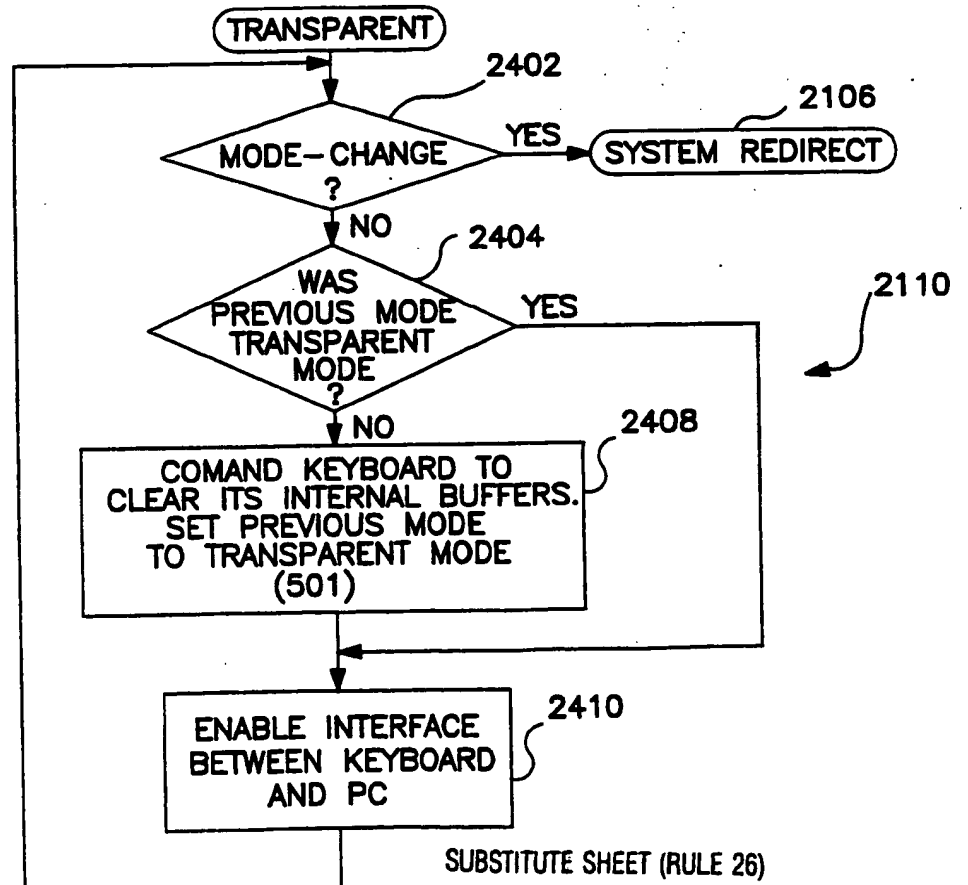 TRANSPARENT
2402
MODE-CHANGE
?
YES
2106
SYSTEM REDIRECT
NO
2404
WAS
PREVIOUS MODE
TRANSPARENT
MODE
?
YES
2110
NO
2408
COMAND KEYBOARD TO
CLEAR ITS INTERNAL BUFFERS.
SET PREVIOUS MODE
TO TRANSPARENT MODE
(501)
2410
ENABLE INTERFACE
BETWEEN KEYBOARD
AND PC
SUBSTITUTE SHEET (RULE 26)